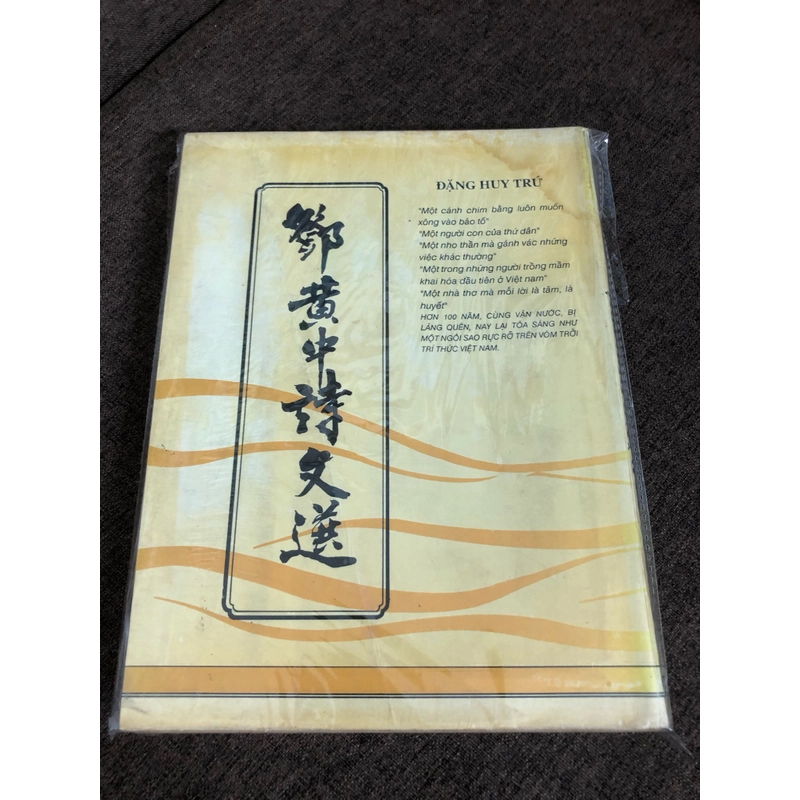 鄧黃中詩文選
ĐẶNG HUY TRỨ
"Một cánh chim bằng luôn muốn
xông vào bão tố"
"Một người con của thứ dân"
"Một nho thần mà gánh vác những
việc khác thường"
"Một trong những người trồng mầm
khai hóa đầu tiên ở Việt nam"
"Một nhà thơ mà mỗi lời là tâm, là
huyết"
HƠN 100 NĂM, CÙNG VẬN NƯỚC, BỊ
LÃNG QUÊN, NAY LẠI TỎA SÁNG NHƯ
MỘT NGÔI SAO RỰC RỠ TRÊN VÒM TRỜI
TRI THỨC VIỆT NAM.